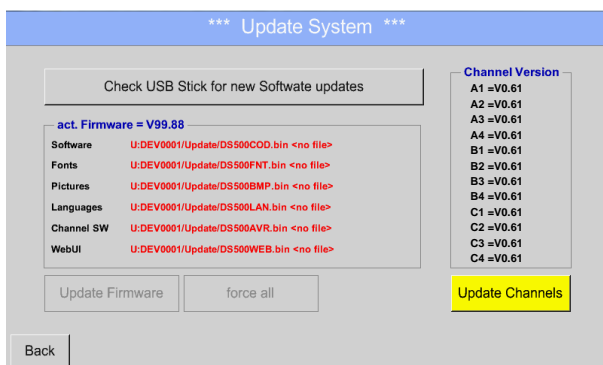 *** Update System ***
Check USB Stick for new Softwate updates
act. Firmware = V99.88
Software U:DEV0001/Update/DS500COD.bin <no file>
Fonts U:DEV0001/Update/DS500FNT.bin <no file>
Pictures U:DEV0001/Update/DS500BMP.bin <no file>
Languages U:DEV0001/Update/DS500LAN.bin <no file>
Channel SW U:DEV0001/Update/DS500AVR.bin <no file>
WebUI U:DEV0001/Update/DS500WEB.bin <no file>
Channel Version
A1 =V0.61
A2 =V0.61
A3 =V0.61
A4 =V0.61
B1 =V0.61
B2 =V0.61
B3 =V0.61
B4 =V0.61
C1 =V0.61
C2 =V0.61
C3 =V0.61
C4 =V0.61
Update Firmware
force all
Update Channels
Back